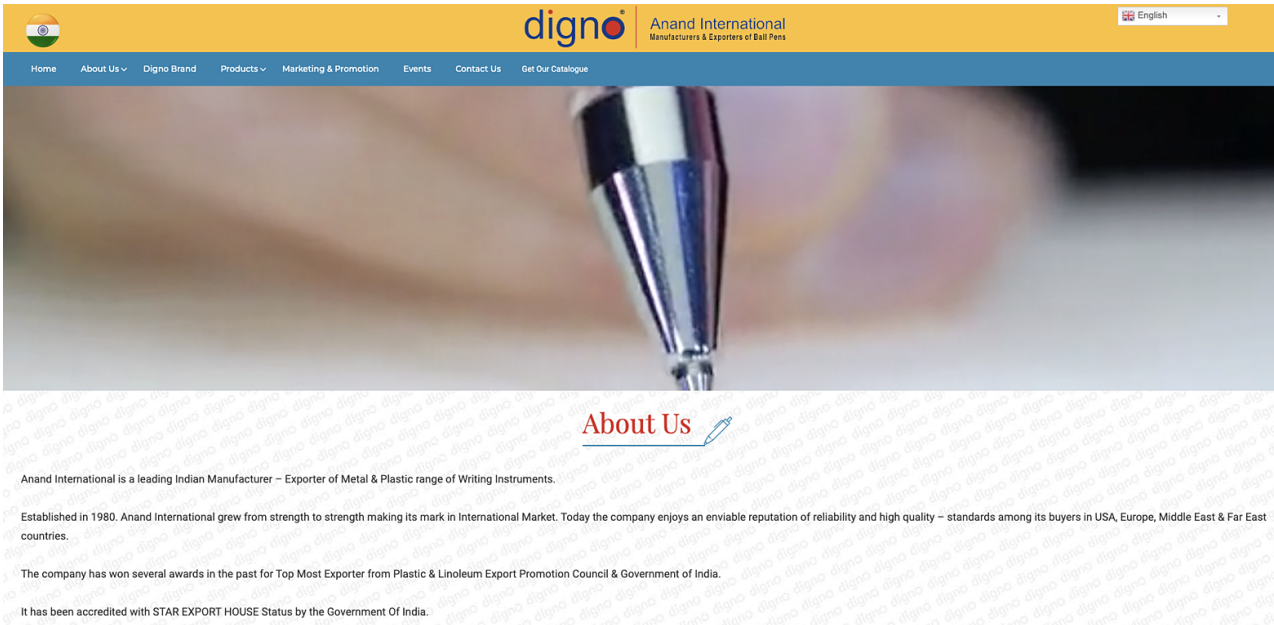 digno®
Anand International
Manufacturers & Exporters of Ball Pens
English
Home About Us Digno Brand Products Marketing & Promotion Events Contact Us Get Our Catalogue
About Us
Anand International is a leading Indian Manufacturer – Exporter of Metal & Plastic range of Writing Instruments.
Established in 1980. Anand International grew from strength to strength making its mark in International Market. Today the company enjoys an enviable reputation of reliability and high quality – standards among its buyers in USA, Europe, Middle East & Far East
countries.
The company has won several awards in the past for Top Most Exporter from Plastic & Linoleum Export Promotion Council & Government of India.
It has been accredited with STAR EXPORT HOUSE Status by the Government Of India.